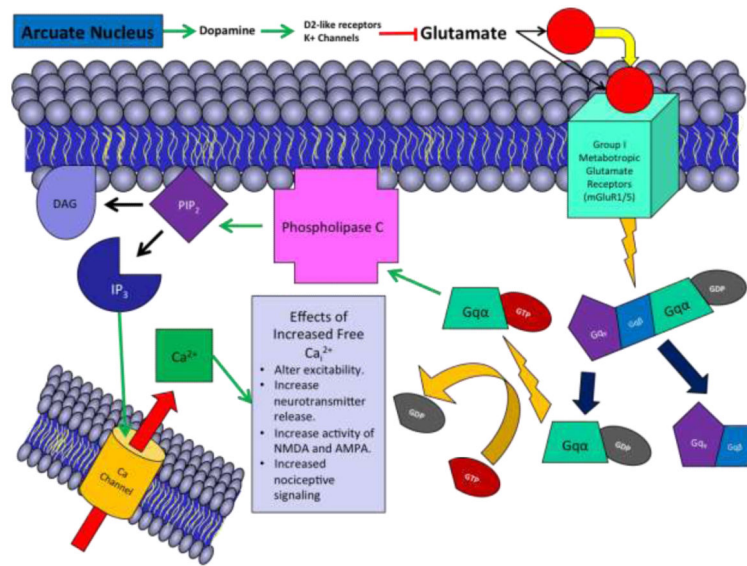 Arcuate Nucleus
Dopamine
D2-like receptors
K+ Channels
Glutamate
Group I
Metabotropic
Glutamate
Receptors
(mGluR1/5)
DAG
PIP₂
Phospholipase C
IP₃
Ca²⁺
Ca
Channel
Effects of
Increased Free
Caᵢ²⁺
• Alter excitability.
• Increase
neurotransmitter
release.
• Increase activity of
NMDA and AMPA.
• Increased
nociceptive
signaling
Gqα
GTP
GDP
Gqα
Gqβ
GDP
GTP
Gqα
GDP
Gqβ